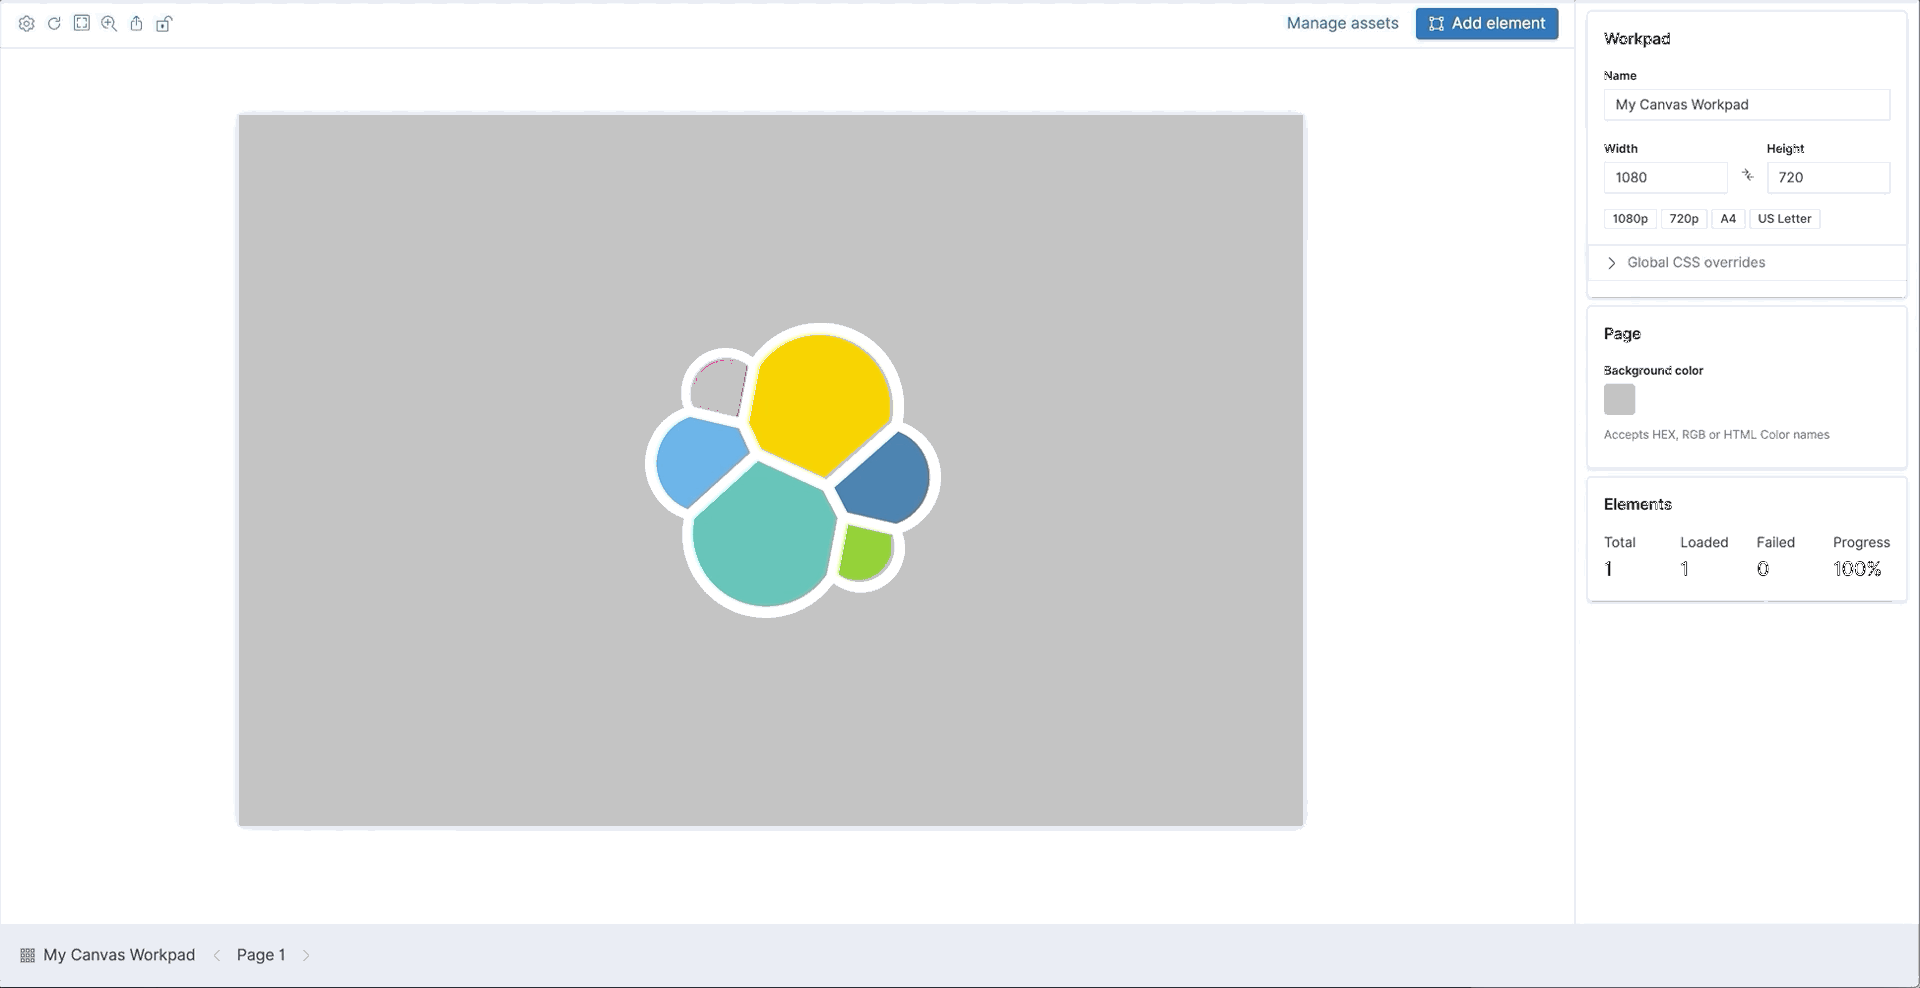 Manage assets
Add element
Workpad
Name
My Canvas Workpad
Width Height
1080 720
1080p 720p A4 US Letter
Global CSS overrides
Page
Background color
Accepts HEX, RGB or HTML Color names
Elements
Total Loaded Failed Progress
1 1 0 100%
My Canvas Workpad Page 1